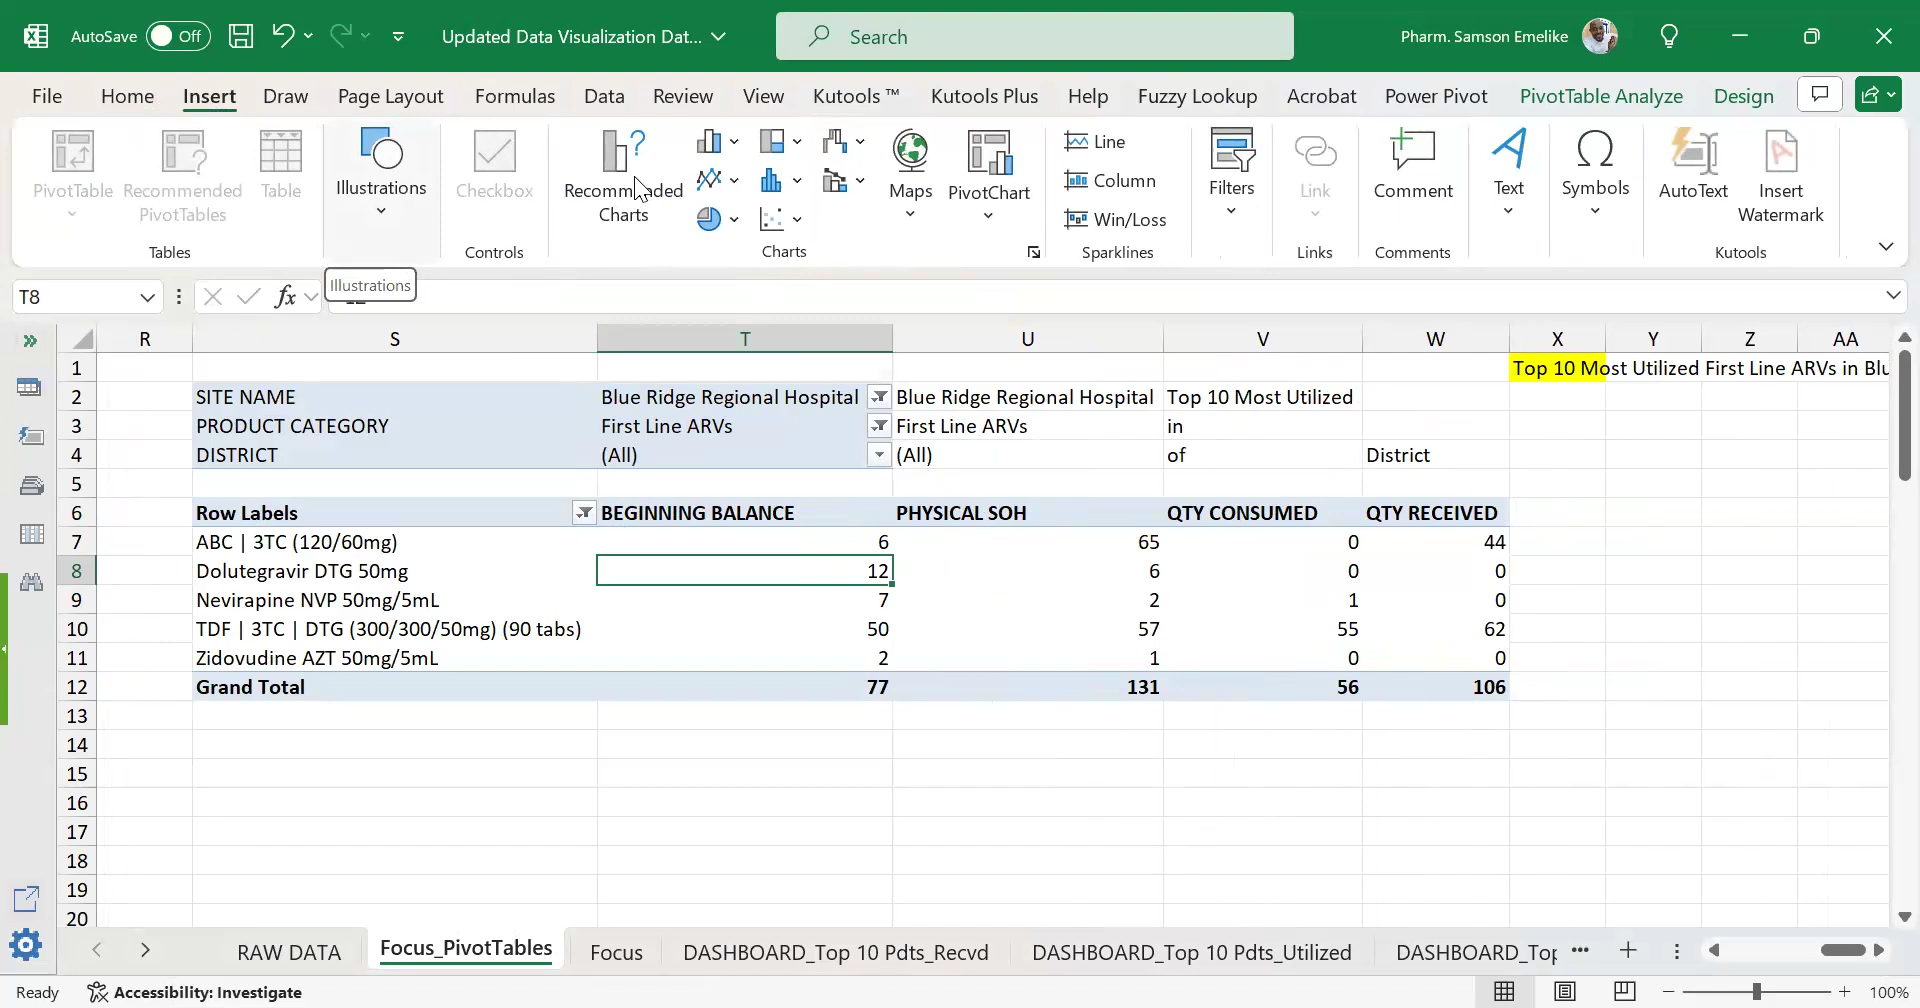 AutoSave Off Updated Data Visualization Dat... Search Pharm. Samson Emelike
File Home Insert Draw Page Layout Formulas Data Review View Kutools ™ Kutools Plus Help Fuzzy Lookup Acrobat Power Pivot PivotTable Analyze Design
PivotTable
Recommended PivotTables
Table
Tables
Illustrations
Checkbox
Controls
Recommended Charts
Maps
PivotChart
Charts
Line
Column
Win/Loss
Sparklines
Filters
Link
Links
Comment
Comments
Text
Symbols
AutoText
Insert Watermark
Kutools
T8 fx Illustrations
R S T U V W X Y Z AA
1 Top 10 Most Utilized First Line ARVs in Blu
2 SITE NAME Blue Ridge Regional Hospital Blue Ridge Regional Hospital Top 10 Most Utilized
3 PRODUCT CATEGORY First Line ARVs First Line ARVs in
4 DISTRICT (All) (All) of District
5
6 Row Labels BEGINNING BALANCE PHYSICAL SOH QTY CONSUMED QTY RECEIVED
7 ABC | 3TC (120/60mg) 6 65 0 44
8 Dolutegravir DTG 50mg 12 6 0 0
9 Nevirapine NVP 50mg/5mL 7 2 1 0
10 TDF | 3TC | DTG (300/300/50mg) (90 tabs) 50 57 55 62
11 Zidovudine AZT 50mg/5mL 2 1 0 0
12 Grand Total 77 131 56 106
13
14
15
16
17
18
19
20
RAW DATA Focus_PivotTables Focus DASHBOARD_Top 10 Pdts_Recvd DASHBOARD_Top 10 Pdts_Utilized DASHBOARD_Top ...
Ready Accessibility: Investigate 100%